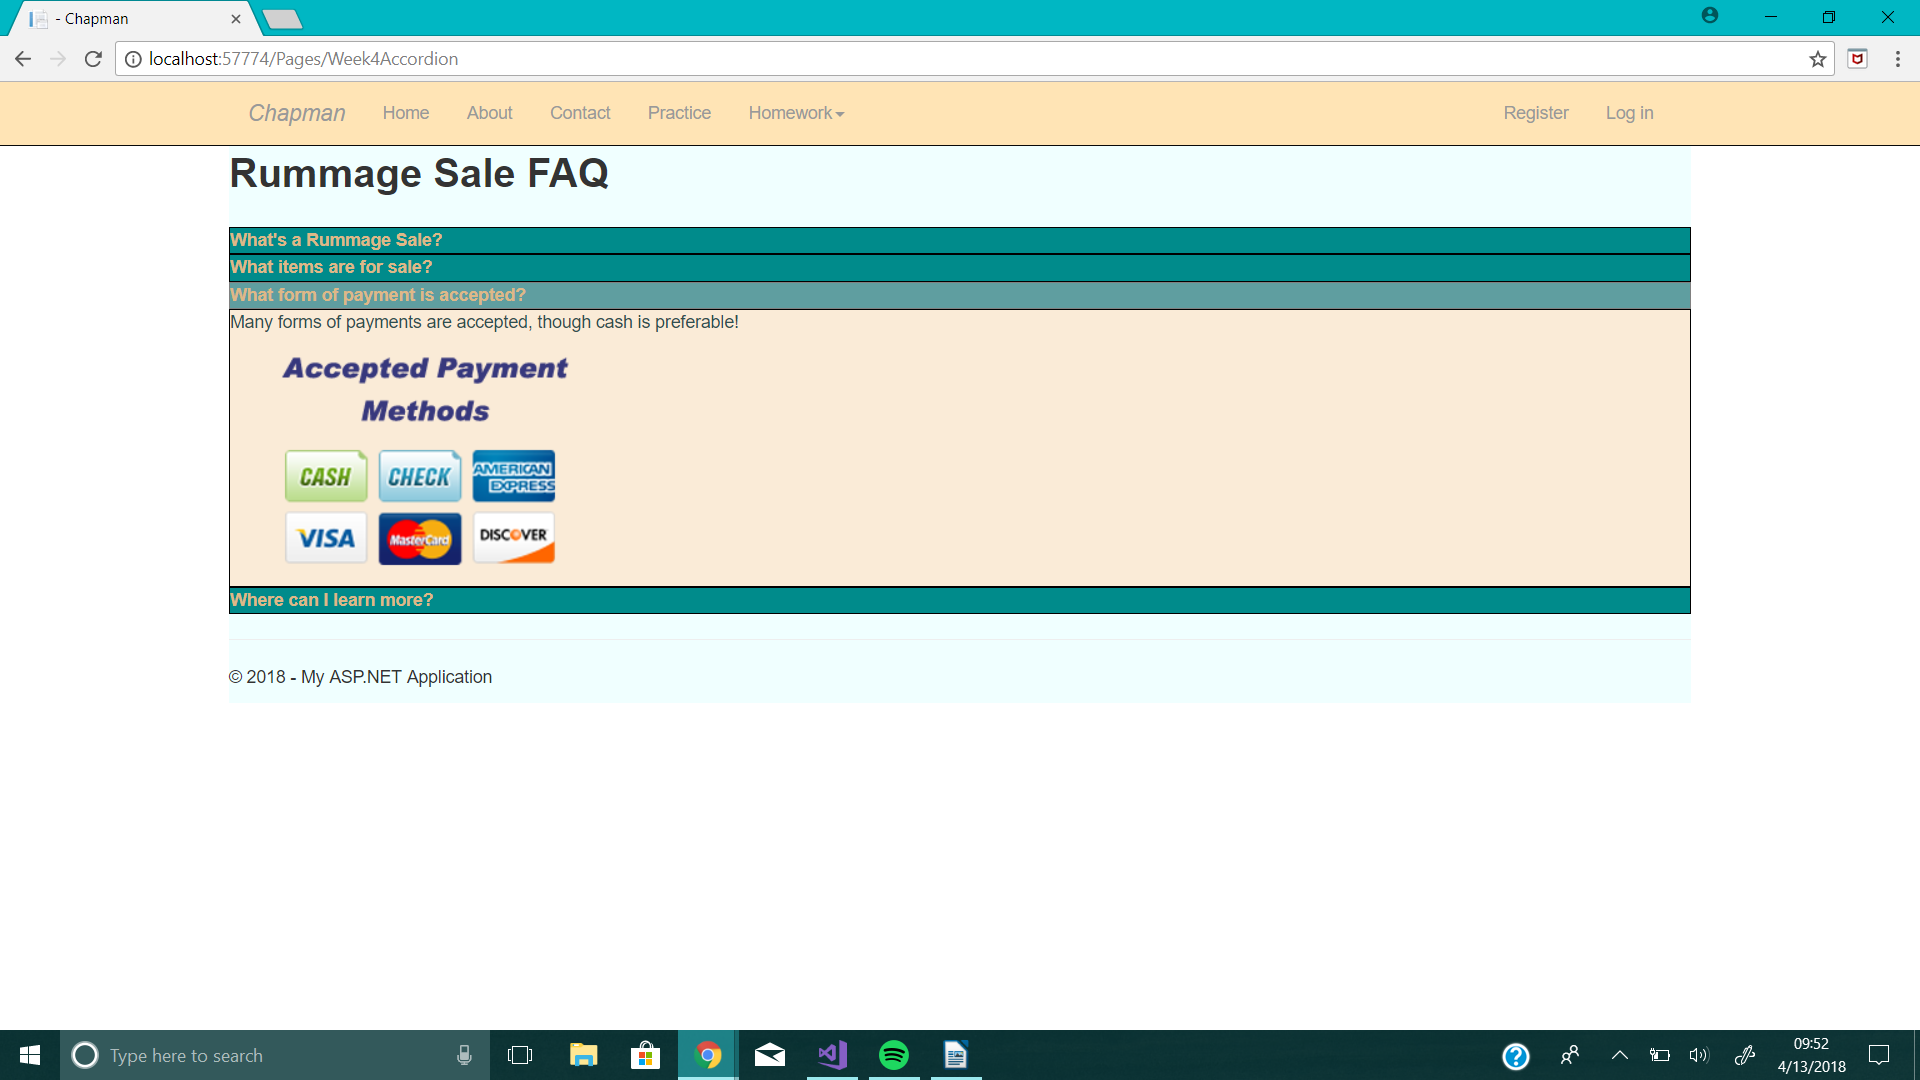 - Chapman
localhost:57774/Pages/Week4Accordion
Chapman Home About Contact Practice Homework Register Log in
Rummage Sale FAQ
What's a Rummage Sale?
What items are for sale?
What form of payment is accepted?
Many forms of payments are accepted, though cash is preferable!
Accepted Payment
Methods
CASH CHECK AMERICAN EXPRESS
VISA MasterCard DISCOVER
Where can I learn more?
© 2018 - My ASP.NET Application
Type here to search
09:52
4/13/2018